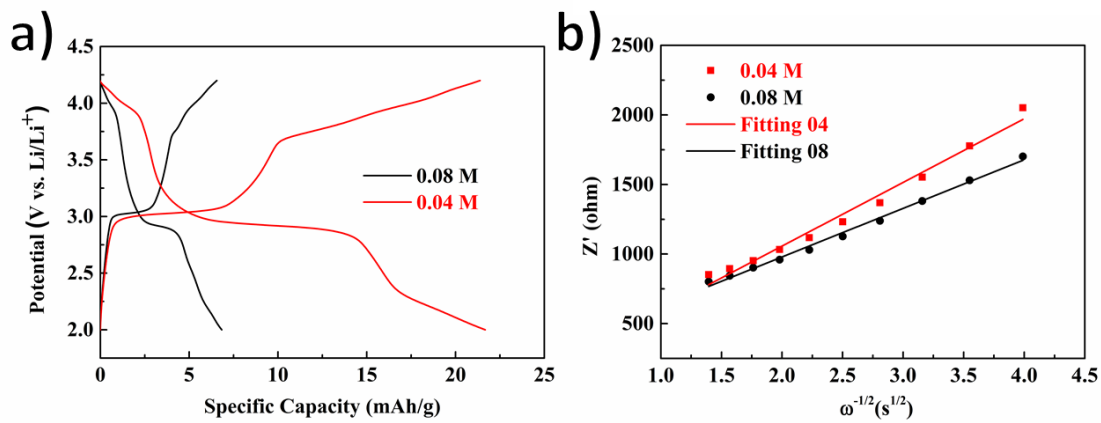 a)
4.5
4.0
3.5
3.0
2.5
2.0
Potential (V vs. Li/Li⁺)
0.08 M
0.04 M
0 5 10 15 20 25
Specific Capacity (mAh/g)
b)
2500
2000
1500
1000
500
Z' (ohm)
0.04 M
0.08 M
Fitting 04
Fitting 08
1.0 1.5 2.0 2.5 3.0 3.5 4.0 4.5
ω⁻¹/²(s¹/²)